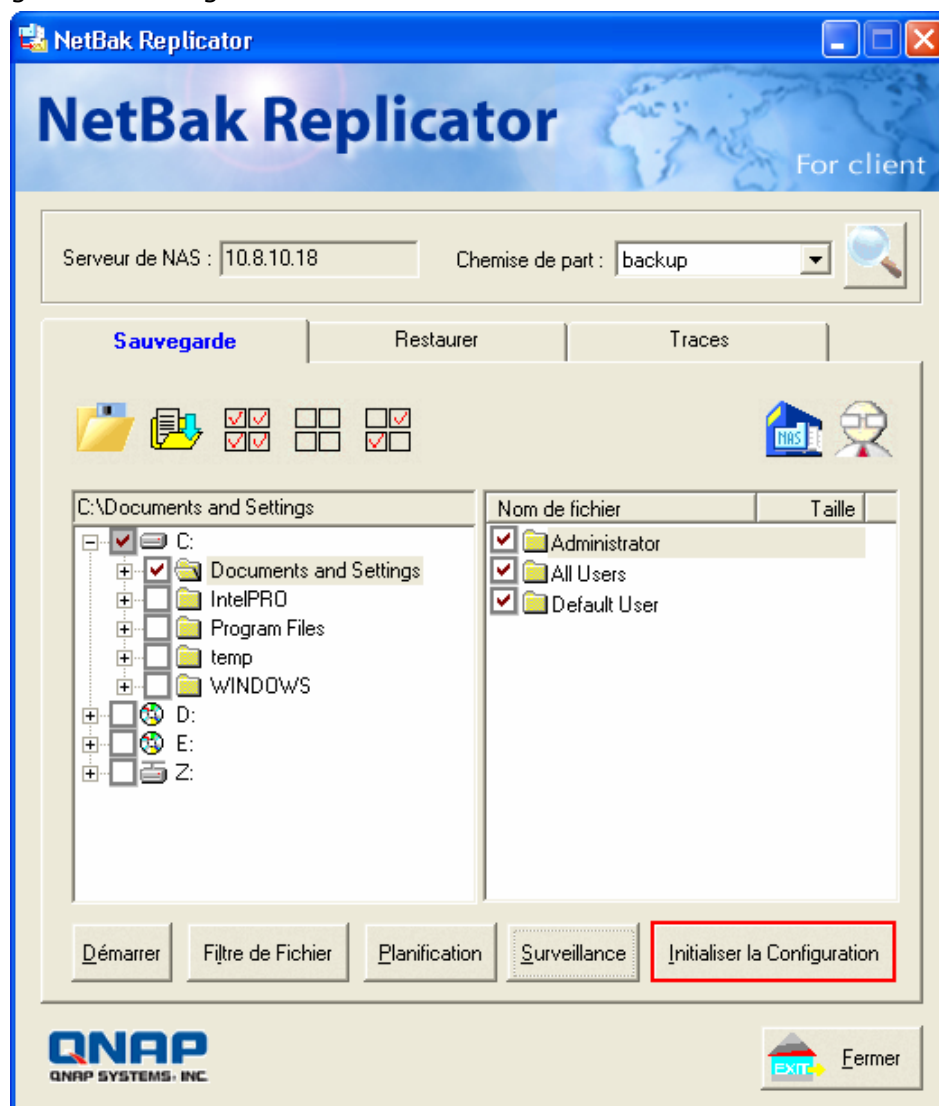 NetBak Replicator
NetBak Replicator
For client
Serveur de NAS : 10.8.10.18 Chemise de part : backup
Sauvegarde Restaurer Traces
NAS
C:\Documents and Settings Nom de fichier Taille
C: Administrator
Documents and Settings All Users
IntelPRO Default User
Program Files
temp
WINDOWS
D:
E:
Z:
Démarrer Filtre de Fichier Planification Surveillance Initialiser la Configuration
QNAP
QNAP SYSTEMS, INC.
EXIT Fermer